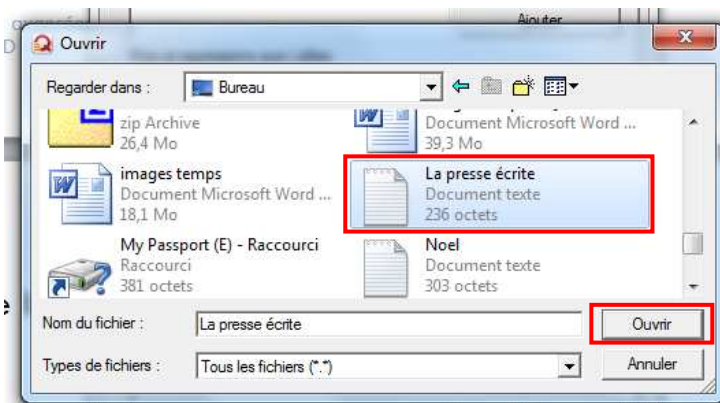 Ajouter
Ouvrir
Regarder dans :
Bureau
zip Archive
26,4 Mo
Document Microsoft Word ...
39,3 Mo
images temps
Document Microsoft Word ...
18,1 Mo
La presse écrite
Document texte
236 octets
My Passport (E) - Raccourci
Raccourci
381 octets
Noel
Document texte
303 octets
Nom du fichier :
La presse écrite
Ouvrir
Types de fichiers :
Tous les fichiers (*.*)
Annuler